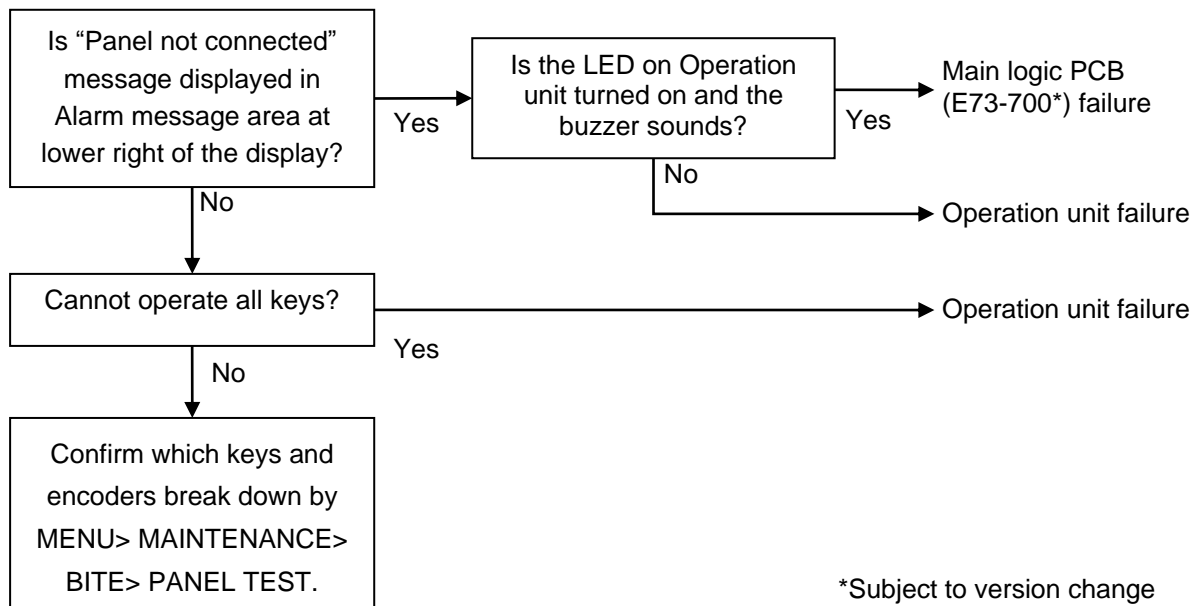 Is “Panel not connected”
message displayed in
Alarm message area at
lower right of the display?
Yes
Is the LED on Operation
unit turned on and the
buzzer sounds?
Yes
Main logic PCB
(E73-700*) failure
No
Operation unit failure
No
Cannot operate all keys?
Yes
Operation unit failure
No
Confirm which keys and
encoders break down by
MENU> MAINTENANCE>
BITE> PANEL TEST.
*Subject to version change